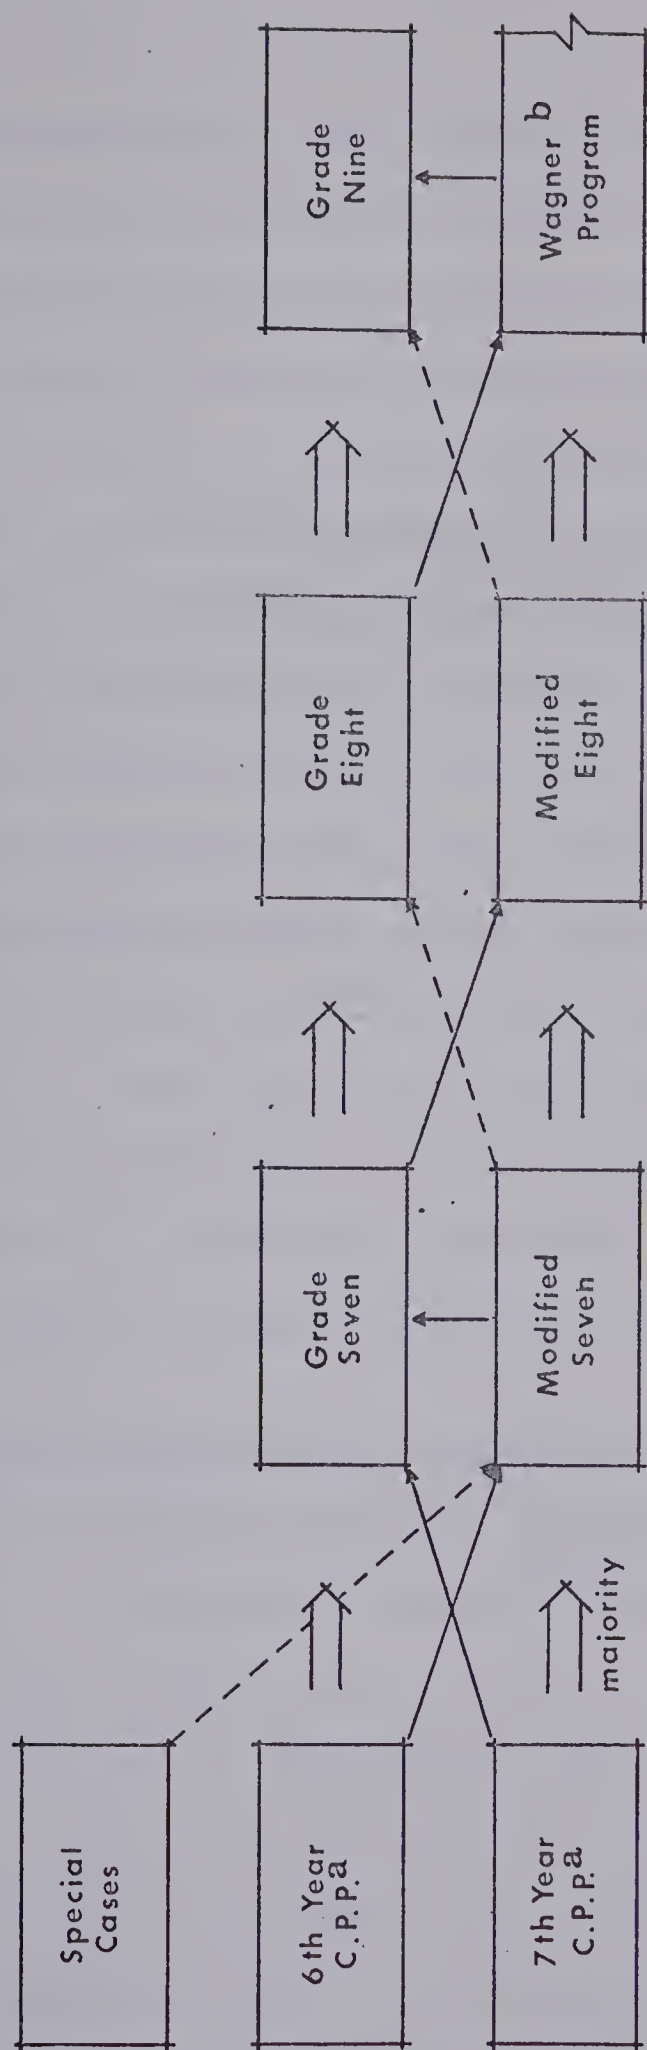 Special
Cases
6th Year
C.P.P.a
Grade
Seven
Grade
Eight
Grade
Nine
7th Year
C.P.P.a
majority
Modified
Seven
Modified
Eight
Wagner b
Program